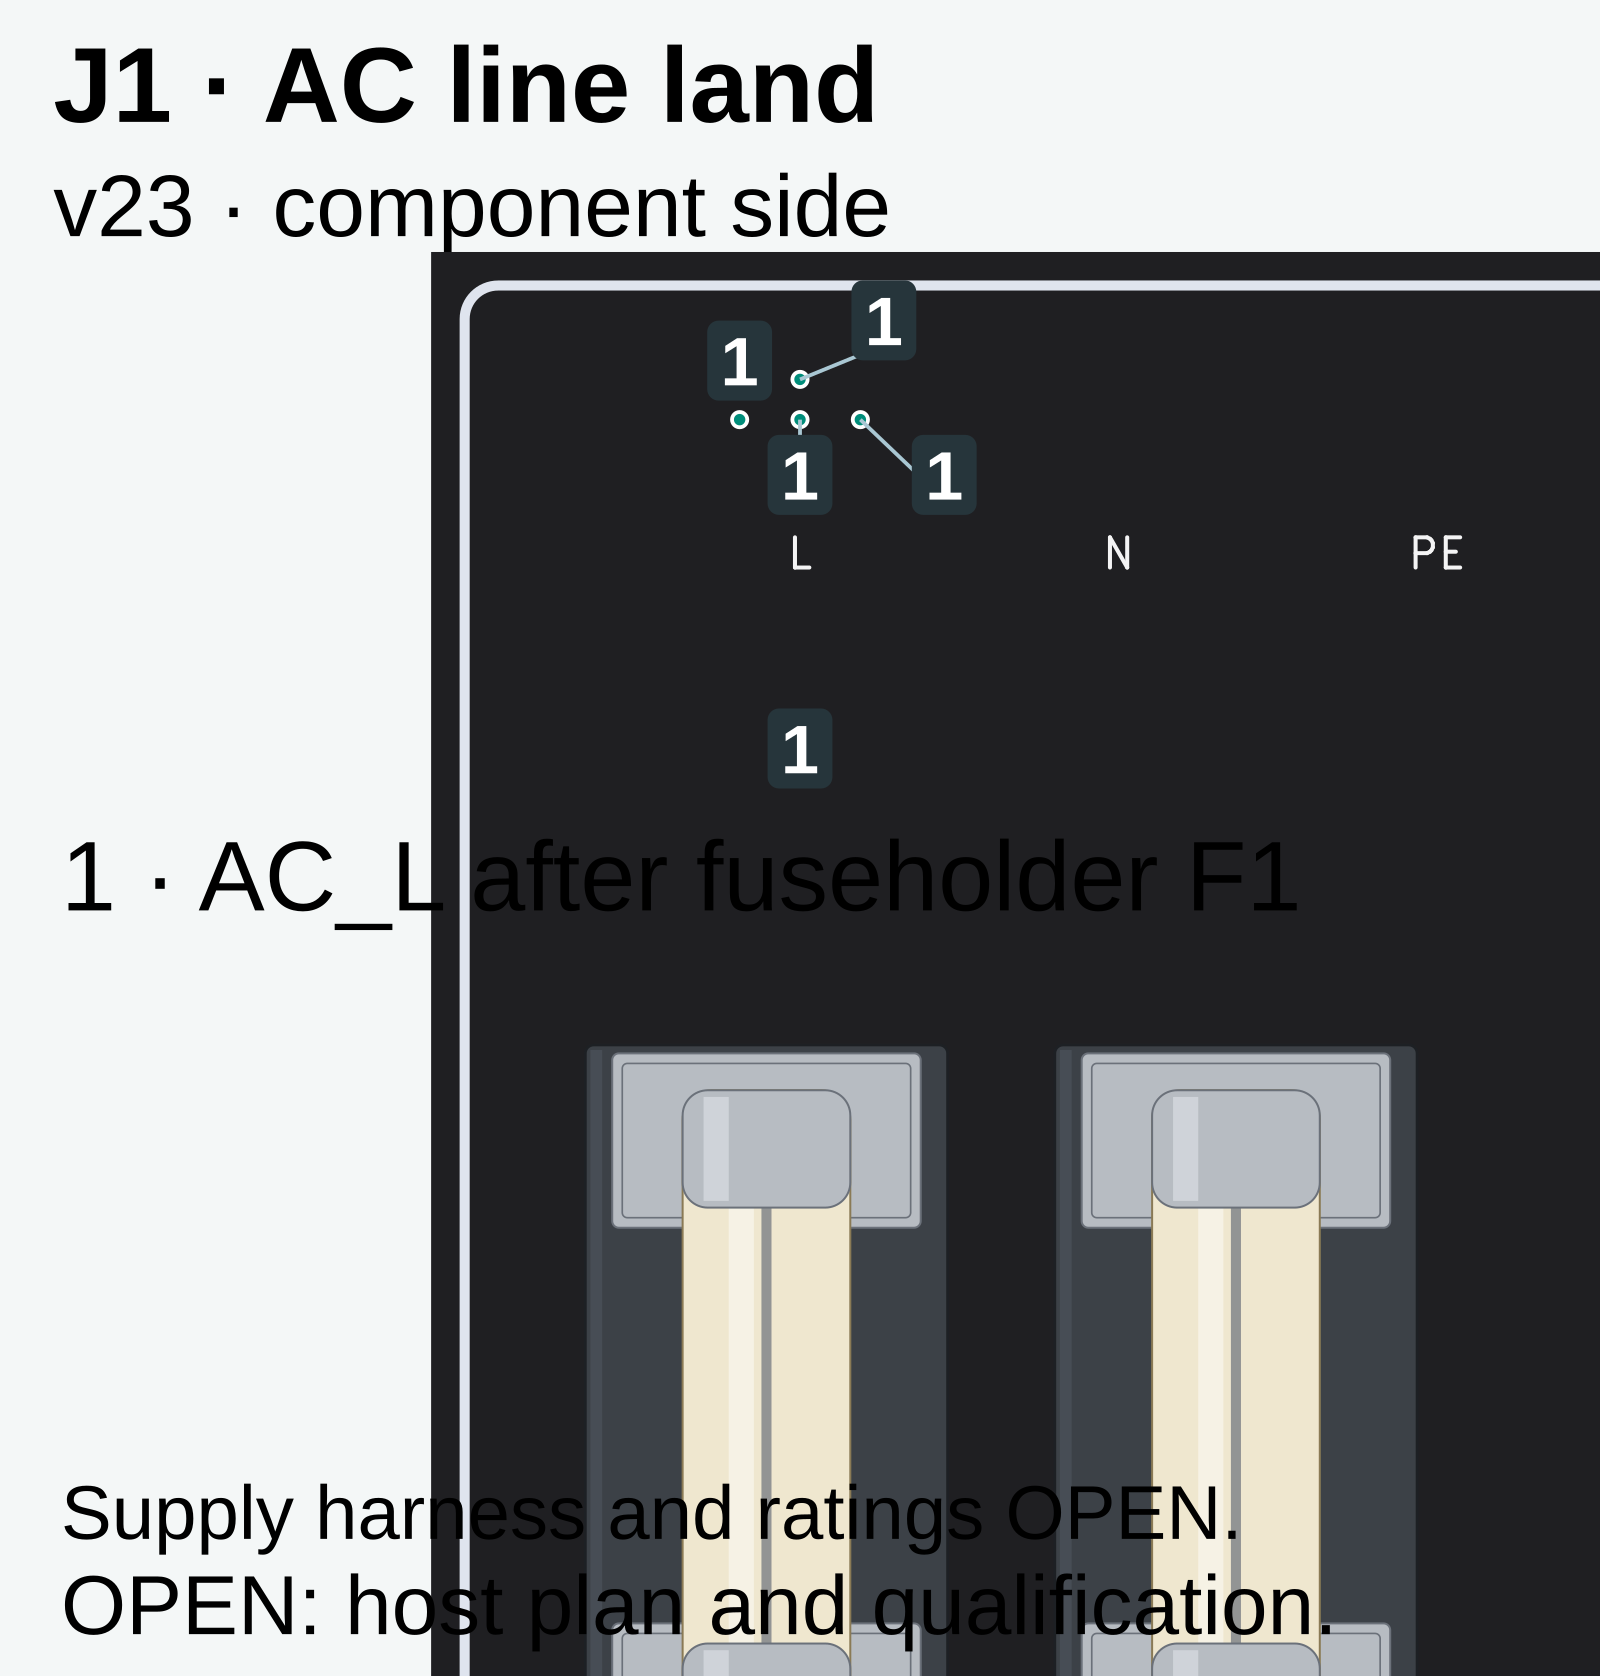 J1 · AC line land
v23 · component side
1
1
1
1
L N PE
1
1 · AC_L after fuseholder F1
Supply harness and ratings OPEN.
OPEN: host plan and qualification.